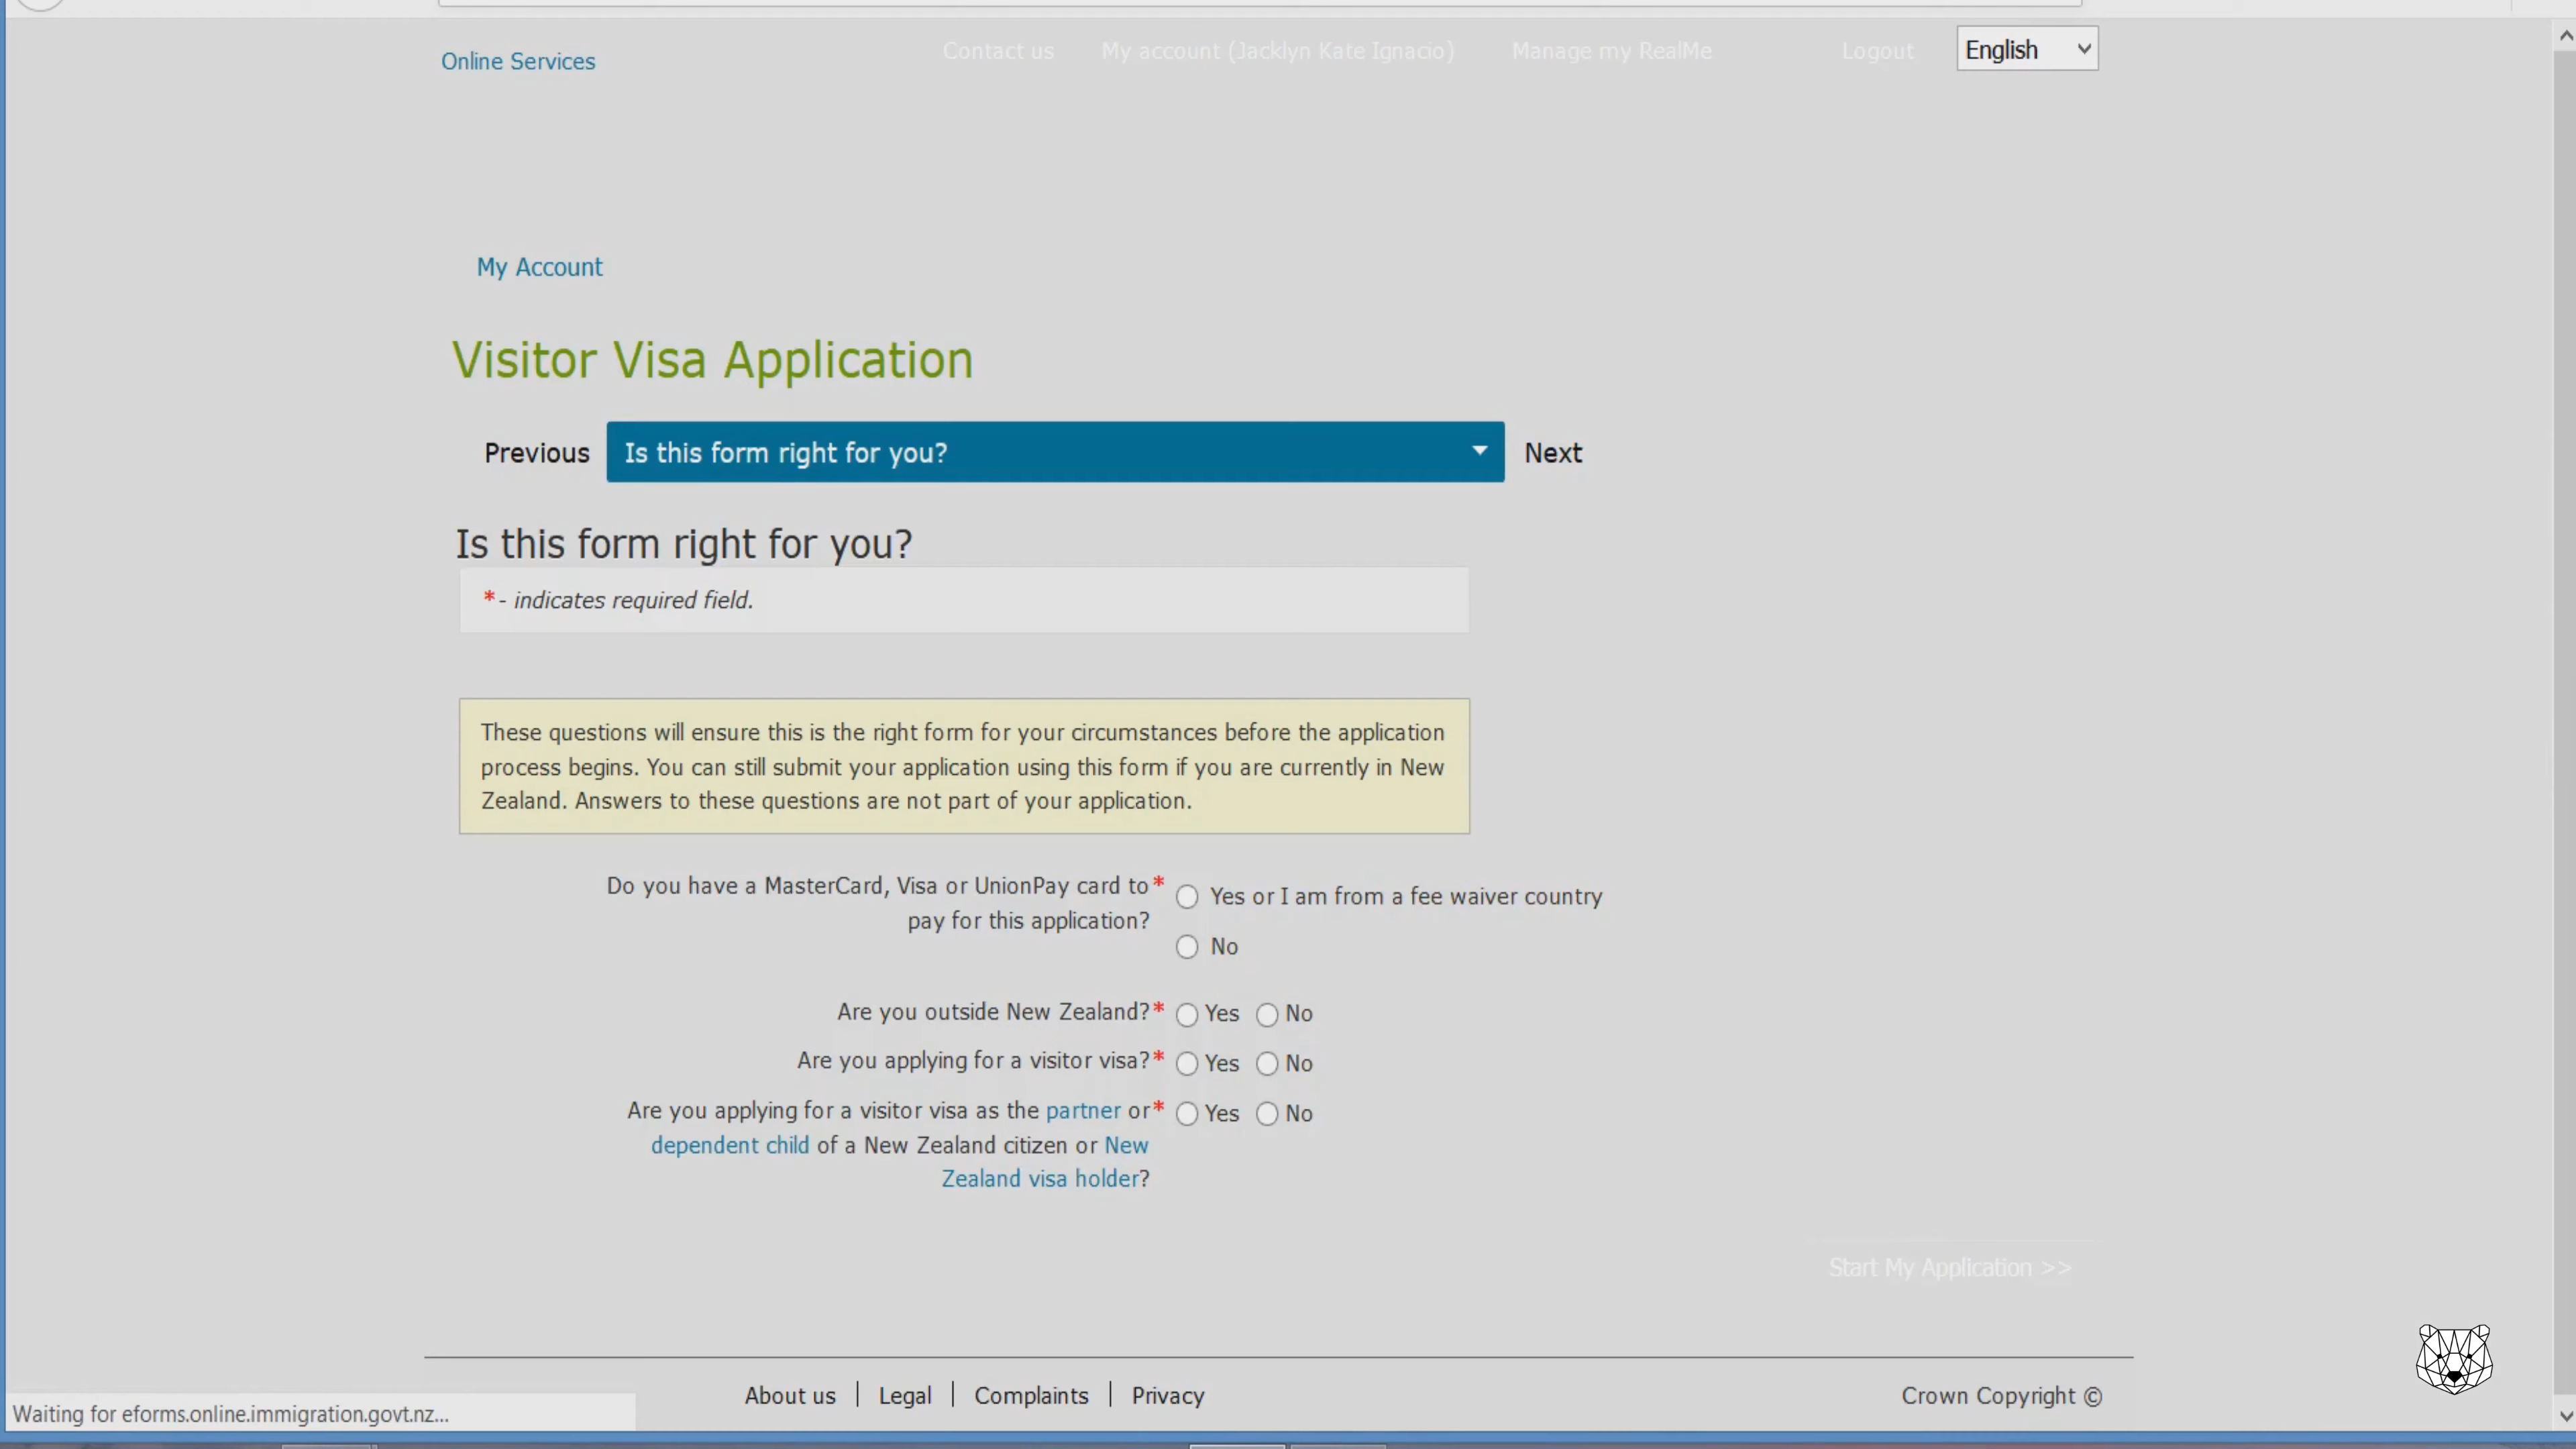 Online Services
Contact us
My account (Jacklyn Kate Ignacio)
Manage my RealMe
Logout
English
My Account
Visitor Visa Application
Previous
Is this form right for you?
Next
Is this form right for you?
*- indicates required field.
These questions will ensure this is the right form for your circumstances before the application
process begins. You can still submit your application using this form if you are currently in New
Zealand. Answers to these questions are not part of your application.
Do you have a MasterCard, Visa or UnionPay card to *
pay for this application?
Yes or I am from a fee waiver country
No
Are you outside New Zealand? * Yes No
Are you applying for a visitor visa? * Yes No
Are you applying for a visitor visa as the partner or * Yes No
dependent child of a New Zealand citizen or New
Zealand visa holder?
Start My Application >>
About us | Legal | Complaints | Privacy
Crown Copyright ©
Waiting for eforms.online.immigration.govt.nz...